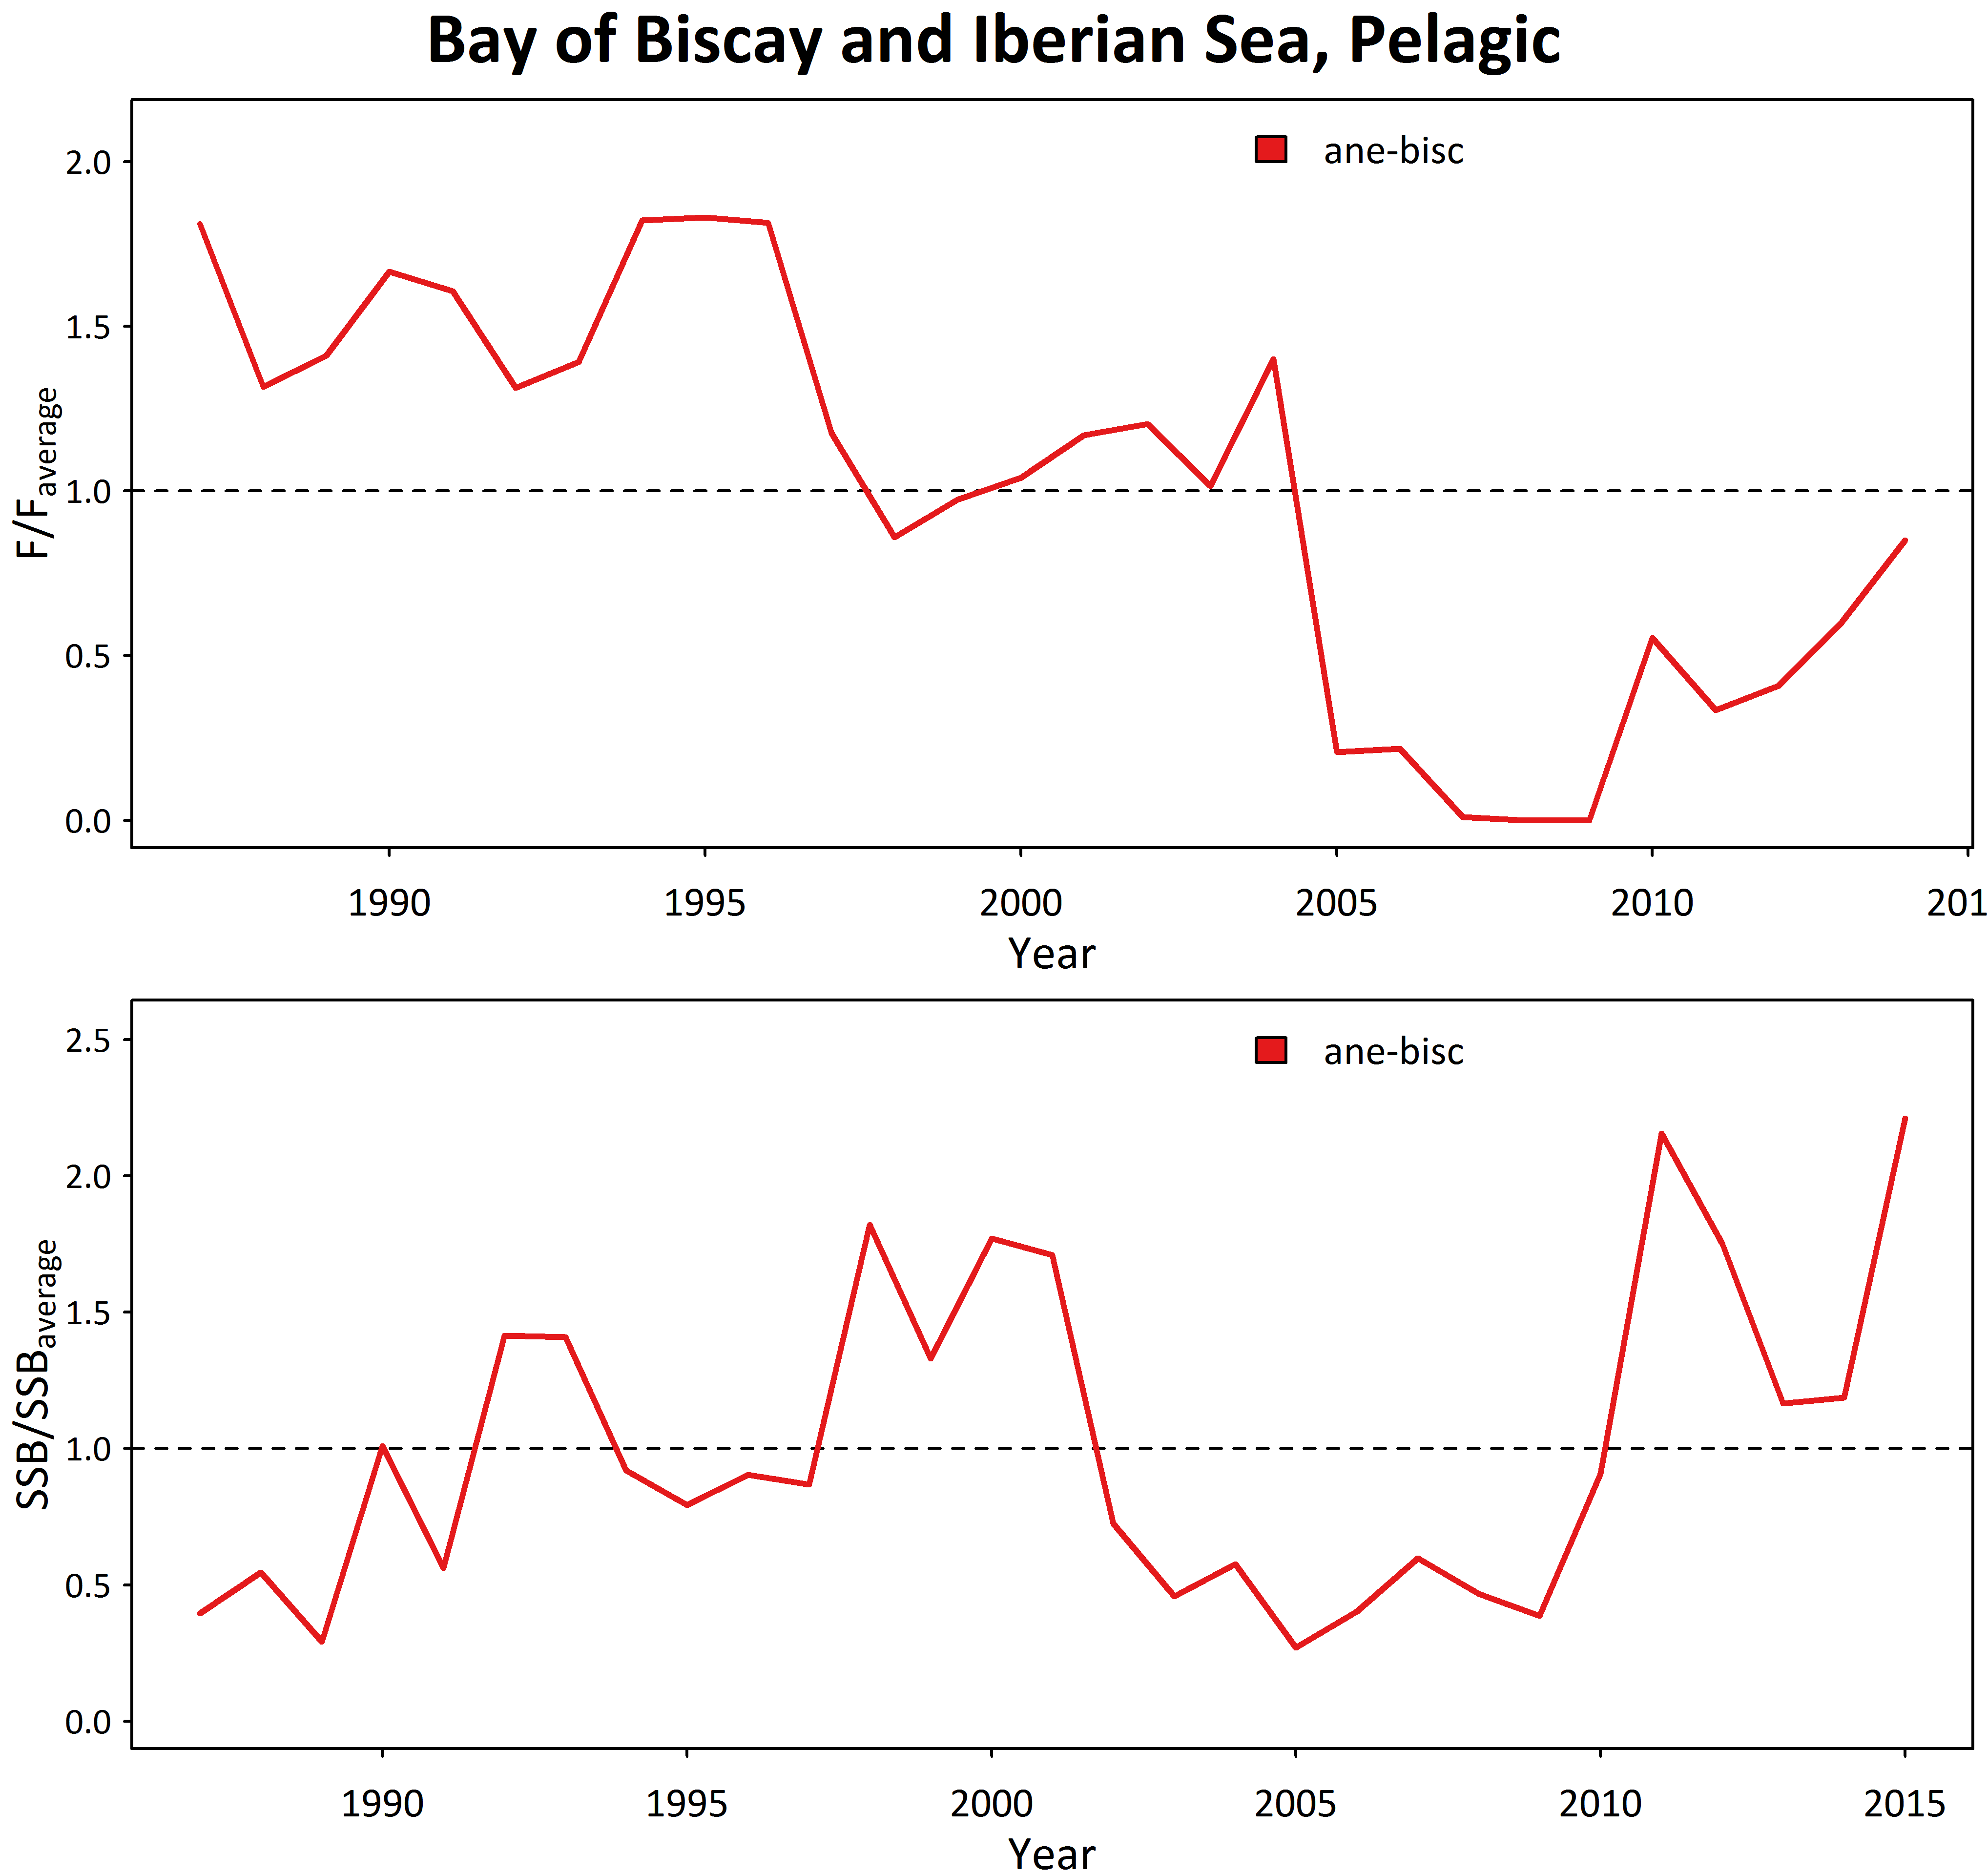 Bay of Biscay and Iberian Sea, Pelagic
ane-bisc
2.0
1.5
1.0
0.5
0.0
F/Faverage
1990 1995 2000 2005 2010 201
Year
ane-bisc
2.5
2.0
1.5
1.0
0.5
0.0
SSB/SSBaverage
1990 1995 2000 2005 2010 2015
Year